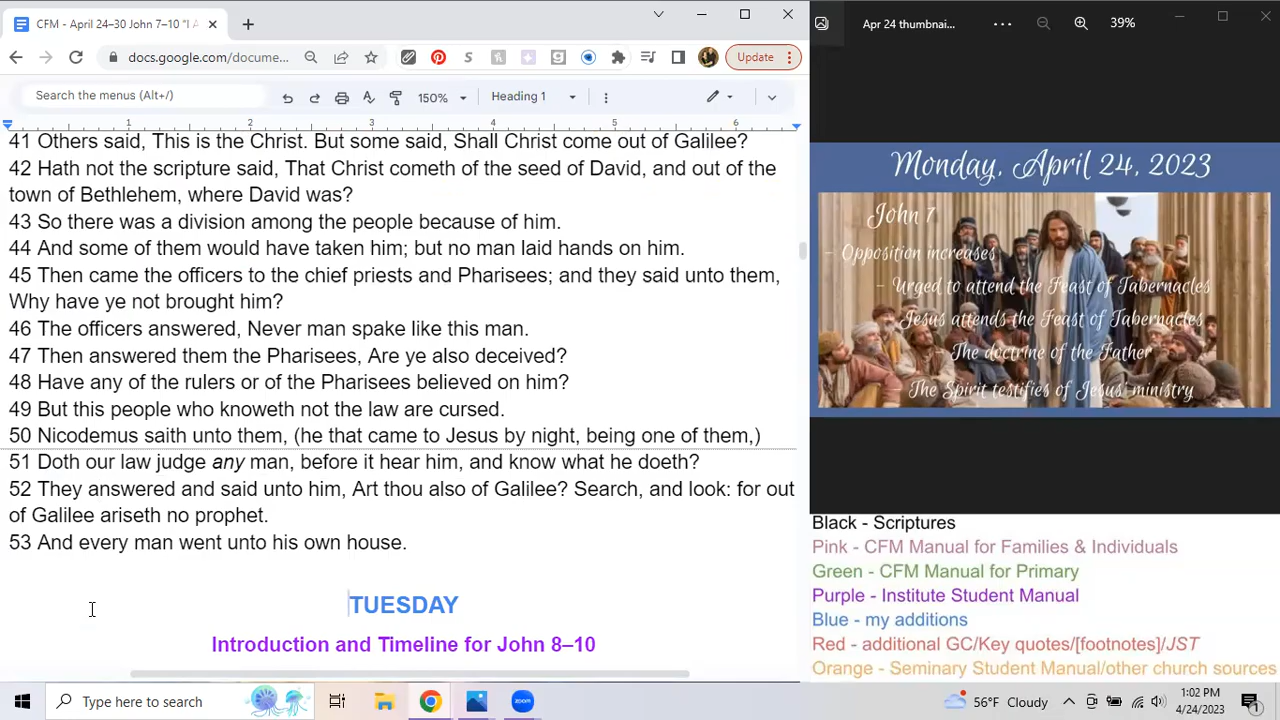 CFM - April 24–30 John 7–10 "I A
docs.google.com/docume...
Update
Search the menus (Alt+/)
150%
Heading 1
1 2 3 4 5 6
41 Others said, This is the Christ. But some said, Shall Christ come out of Galilee?
42 Hath not the scripture said, That Christ cometh of the seed of David, and out of the
town of Bethlehem, where David was?
43 So there was a division among the people because of him.
44 And some of them would have taken him; but no man laid hands on him.
45 Then came the officers to the chief priests and Pharisees; and they said unto them,
Why have ye not brought him?
46 The officers answered, Never man spake like this man.
47 Then answered them the Pharisees, Are ye also deceived?
48 Have any of the rulers or of the Pharisees believed on him?
49 But this people who knoweth not the law are cursed.
50 Nicodemus saith unto them, (he that came to Jesus by night, being one of them,)
51 Doth our law judge any man, before it hear him, and know what he doeth?
52 They answered and said unto him, Art thou also of Galilee? Search, and look: for out
of Galilee ariseth no prophet.
53 And every man went unto his own house.
TUESDAY
Introduction and Timeline for John 8–10
Apr 24 thumbnai...
39%
Monday, April 24, 2023
John 7
- Opposition increases
- Urged to attend the Feast of Tabernacles
- Jesus attends the Feast of Tabernacles
- The doctrine of the Father
- The Spirit testifies of Jesus' ministry
Black - Scriptures
Pink - CFM Manual for Families & Individuals
Green - CFM Manual for Primary
Purple - Institute Student Manual
Blue - my additions
Red - additional GC/Key quotes/[footnotes]/JST
Orange - Seminary Student Manual/other church sources
Type here to search
56°F Cloudy
1:02 PM
4/24/2023
1